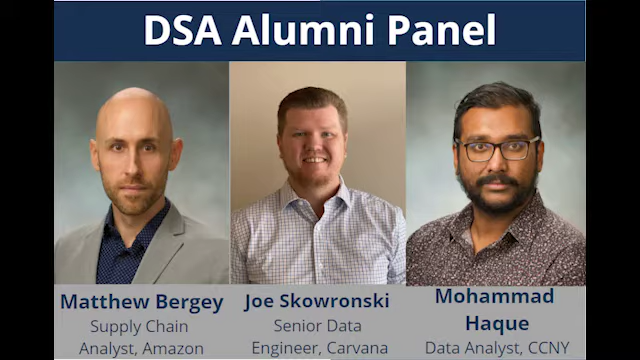 DSA Alumni Panel
Matthew Bergey
Supply Chain
Analyst, Amazon
Joe Skowronski
Senior Data
Engineer, Carvana
Mohammad
Haque
Data Analyst, CCNY